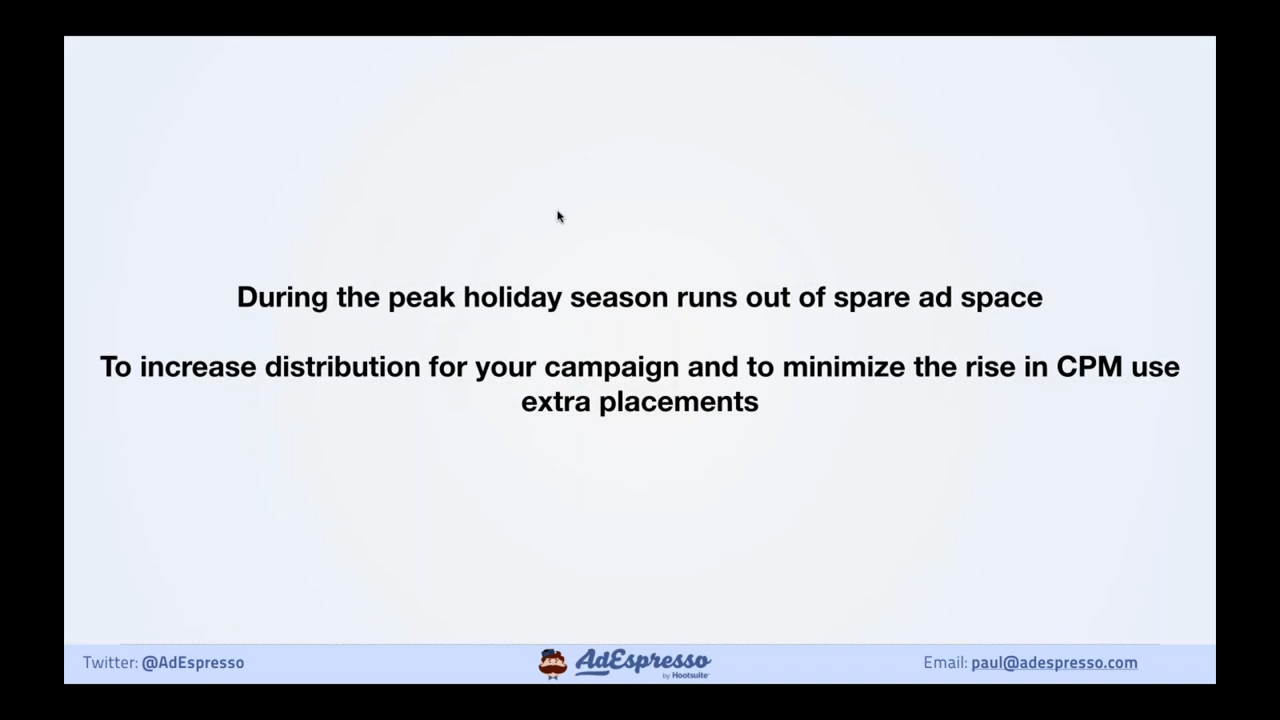 During the peak holiday season runs out of spare ad space
To increase distribution for your campaign and to minimize the rise in CPM use
extra placements
Twitter: @AdEspresso
AdEspresso
by Hootsuite
Email: paul@adespresso.com